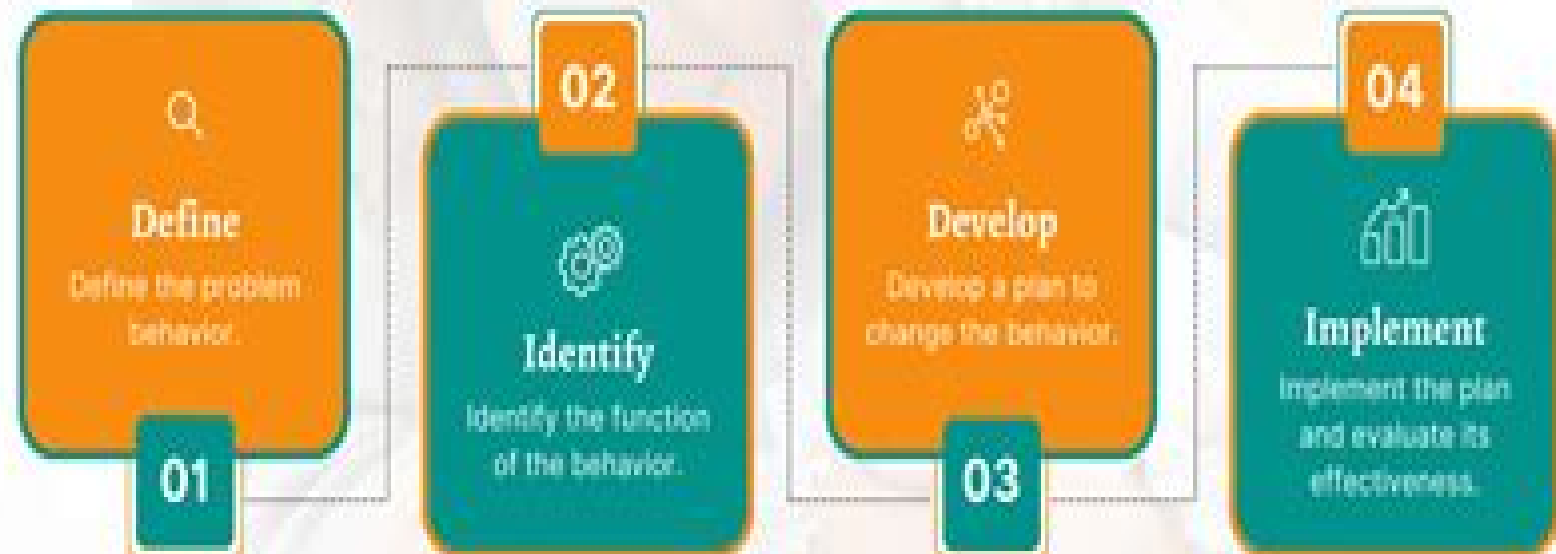 Define
Define the problem
behavior.
01
02
Identify
Identify the function
of the behavior.
Develop
Develop a plan to
change the behavior.
03
04
Implement
Implement the plan
and evaluate its
effectiveness.